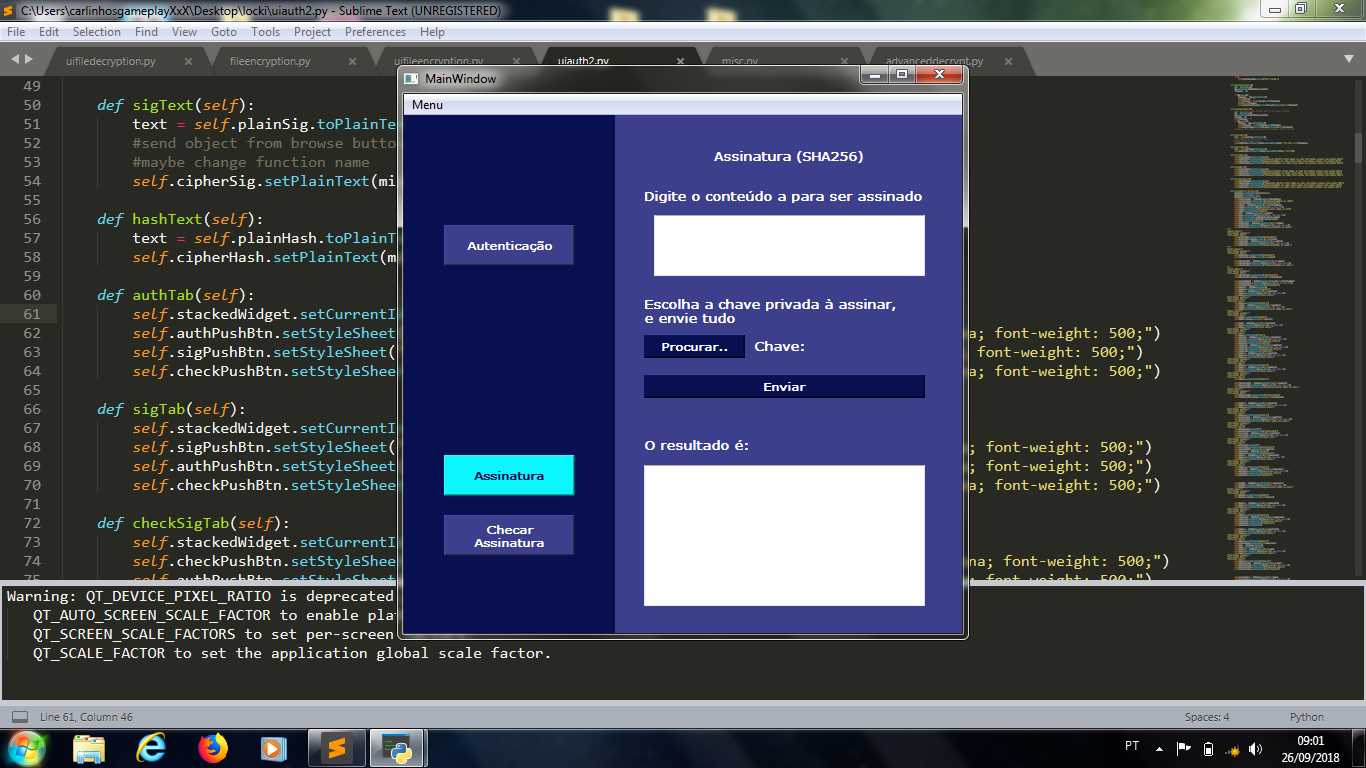 C:\Users\carlinhosgameplayXxX\Desktop\locki\uiauth2.py - Sublime Text (UNREGISTERED)
File Edit Selection Find View Goto Tools Project Preferences Help
uifiledecryption.py fileencryption.py uifileencryption.py uiauth2.py misc.py advanceddecrypt.py
49
50 def sigText(self):
51 text = self.plainSig.toPlainTe
52 #send object from browse butto
53 #maybe change function name
54 self.cipherSig.setPlainText(mi
55
56 def hashText(self):
57 text = self.plainHash.toPlainT
58 self.cipherHash.setPlainText(m
59
60 def authTab(self):
61 self.stackedWidget.setCurrentI
62 self.authPushBtn.setStyleSheet a; font-weight: 500;")
63 self.sigPushBtn.setStyleSheet( font-weight: 500;")
64 self.checkPushBtn.setStyleShee a; font-weight: 500;")
65
66 def sigTab(self):
67 self.stackedWidget.setCurrentI
68 self.sigPushBtn.setStyleSheet( ; font-weight: 500;")
69 self.authPushBtn.setStyleSheet ; font-weight: 500;")
70 self.checkPushBtn.setStyleShee a; font-weight: 500;")
71
72 def checkSigTab(self):
73 self.stackedWidget.setCurrentI
74 self.checkPushBtn.setStyleShee na; font-weight: 500;")
75 self.authPushBtn.setStyleSheet ; font-weight: 500;")
MainWindow
Menu
Autenticação
Assinatura
Checar
Assinatura
Assinatura (SHA256)
Digite o conteúdo a para ser assinado
Escolha a chave privada à assinar,
e envie tudo
Procurar.. Chave:
Enviar
O resultado é:
Warning: QT_DEVICE_PIXEL_RATIO is deprecated
QT_AUTO_SCREEN_SCALE_FACTOR to enable pla
QT_SCREEN_SCALE_FACTORS to set per-screen
QT_SCALE_FACTOR to set the application global scale factor.
Line 61, Column 46 Spaces: 4 Python
PT 09:01
26/09/2018